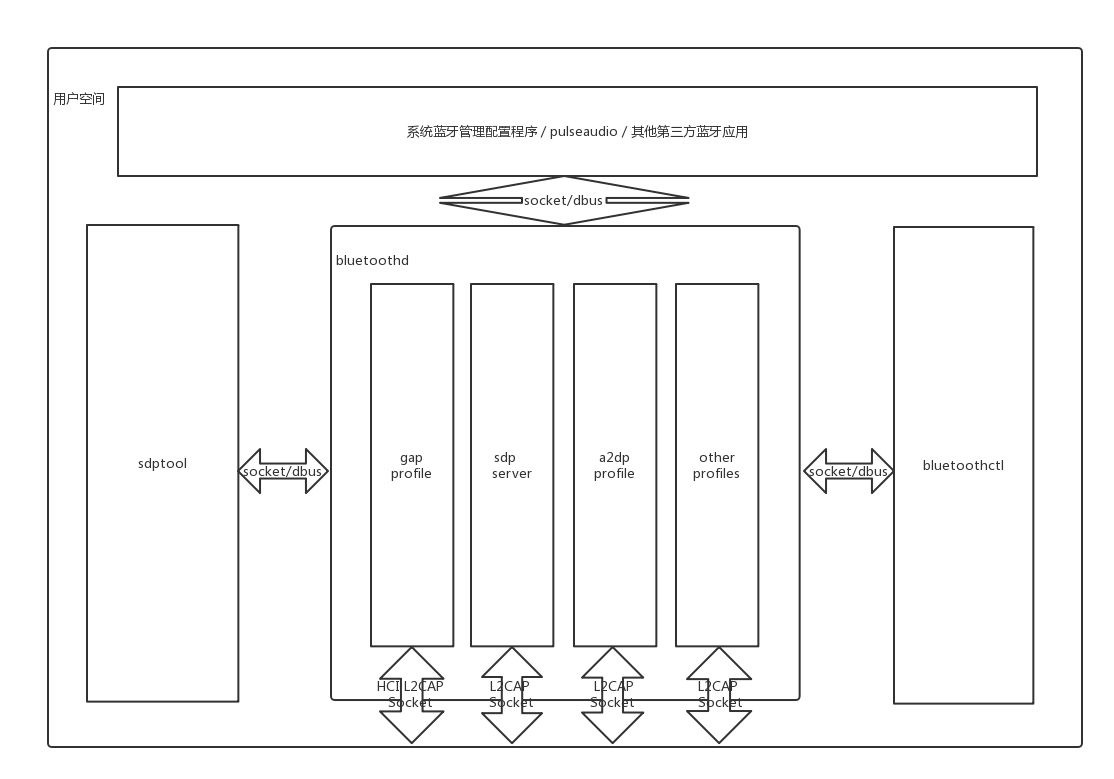 用户空间
系统蓝牙管理配置程序 / pulseaudio / 其他第三方蓝牙应用
socket/dbus
bluetoothd
sdptool
socket/dbus
gap
profile
sdp
server
a2dp
profile
other
profiles
socket/dbus
bluetoothctl
HCI L2CAP
Socket
L2CAP
Socket
L2CAP
Socket
L2CAP
Socket